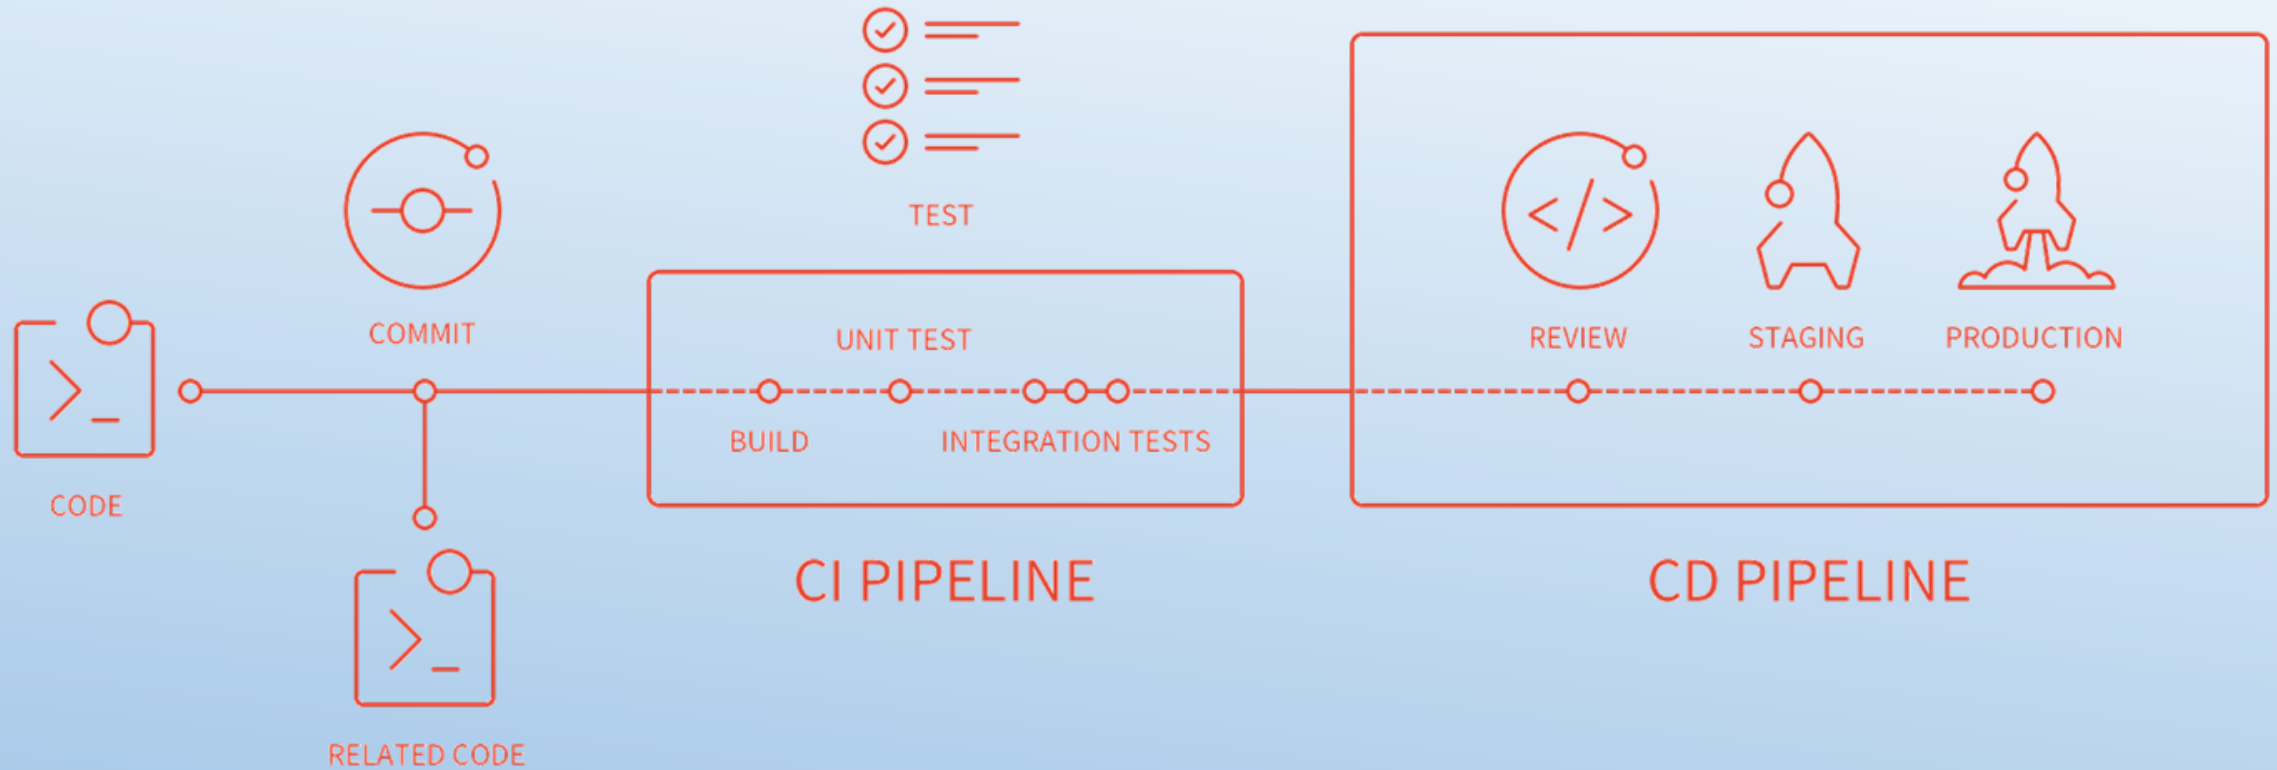 TEST
COMMIT
UNIT TEST
REVIEW
STAGING
PRODUCTION
BUILD
INTEGRATION TESTS
CODE
CI PIPELINE
CD PIPELINE
RELATED CODE